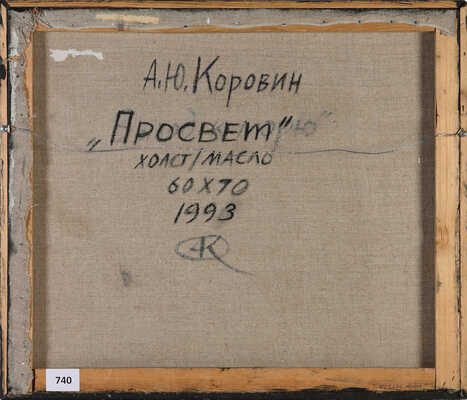 А.Ю. Коровин
„Просвет"
холст/масло
60х70
1993
АК
740